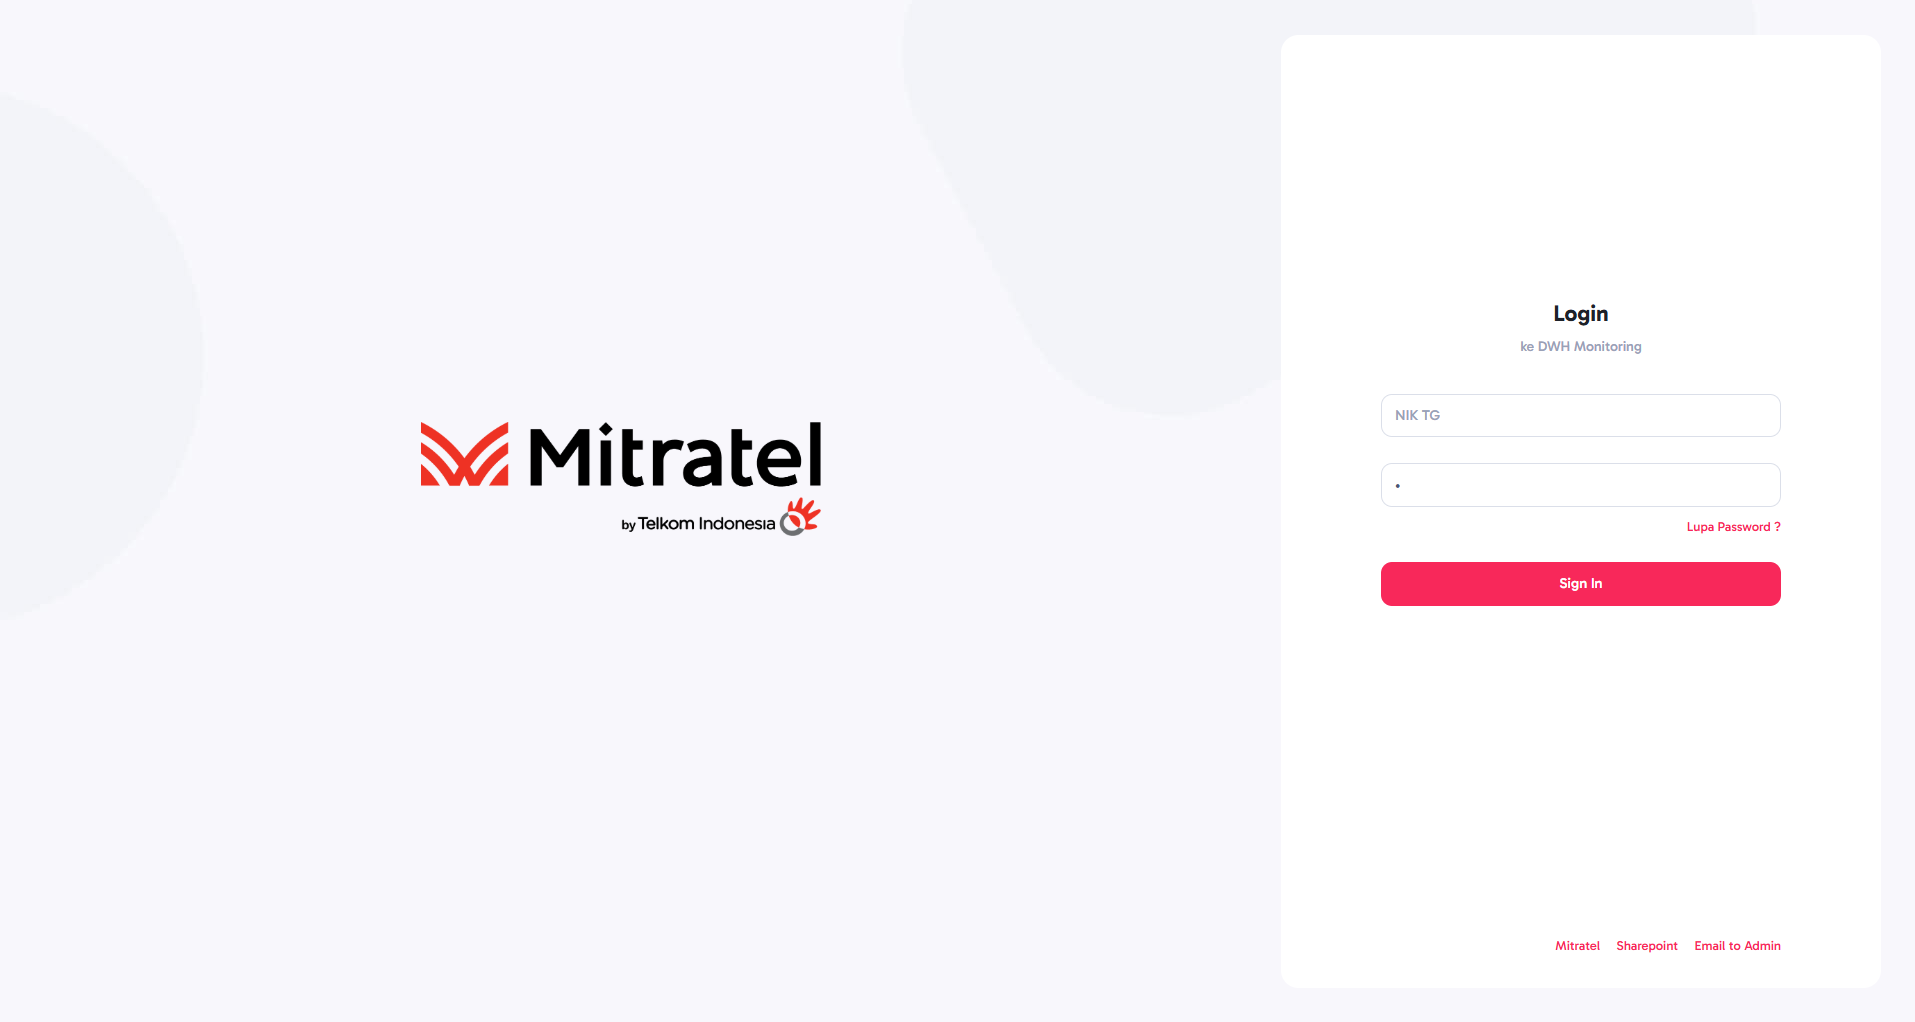 Mitratel
by Telkom Indonesia
Login
ke DWH Monitoring
NIK TG
•
Lupa Password ?
Sign In
Mitratel Sharepoint Email to Admin